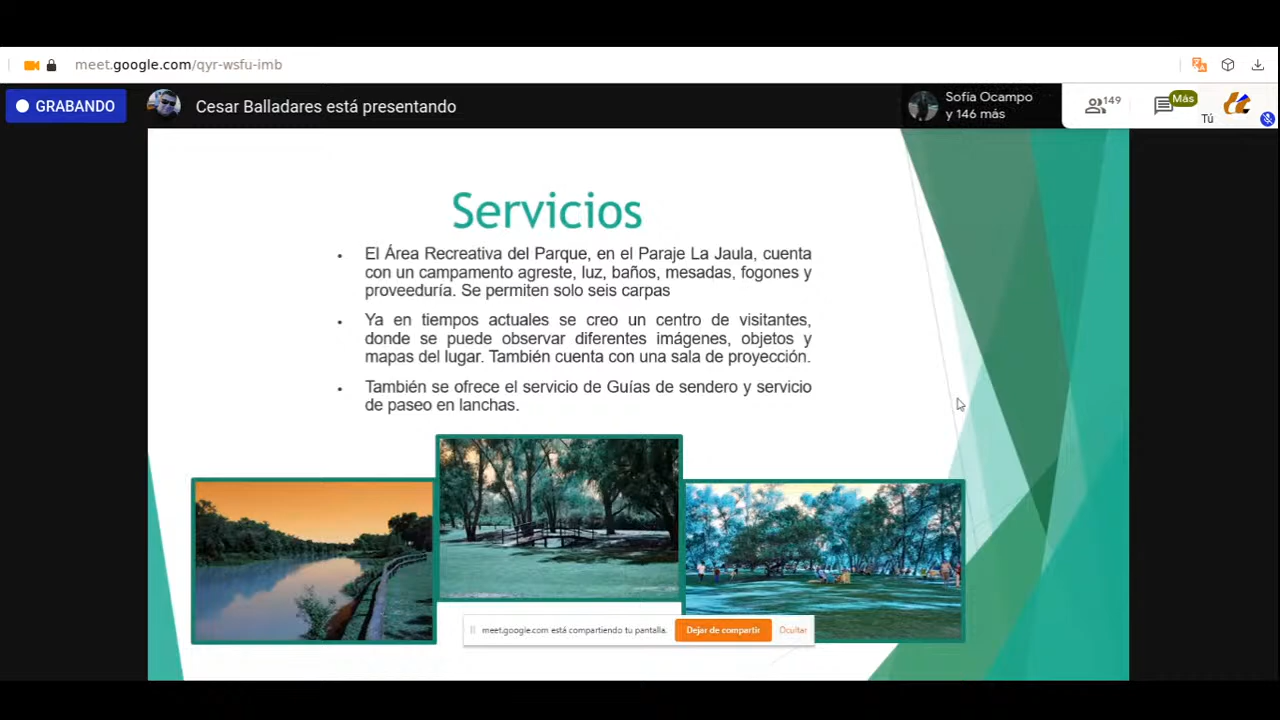 meet.google.com/qyr-wsfu-imb
GRABANDO
Cesar Balladares está presentando
Sofía Ocampo
y 146 más
149
Más
Tú
Servicios
• El Área Recreativa del Parque, en el Paraje La Jaula, cuenta
con un campamento agreste, luz, baños, mesadas, fogones y
proveeduría. Se permiten solo seis carpas
• Ya en tiempos actuales se creo un centro de visitantes,
donde se puede observar diferentes imágenes, objetos y
mapas del lugar. También cuenta con una sala de proyección.
• También se ofrece el servicio de Guías de sendero y servicio
de paseo en lanchas.
meet.google.com está compartiendo tu pantalla.
Dejar de compartir
Ocultar